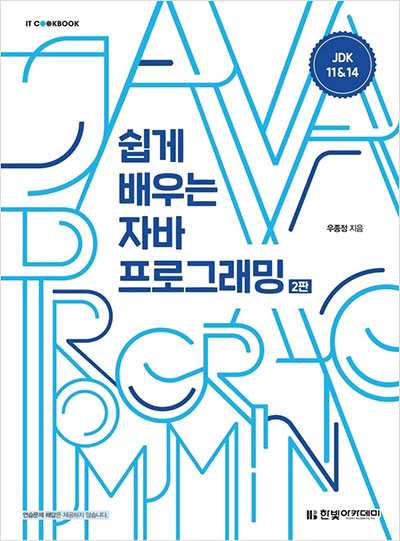 IT COOKBOOK
JDK
11&14
쉽게
배우는
자바
프로그래밍 2판
우종정 지음
JAVA
PROGRAMMING
연습문제 해답은 제공하지 않습니다.
한빛아카데미